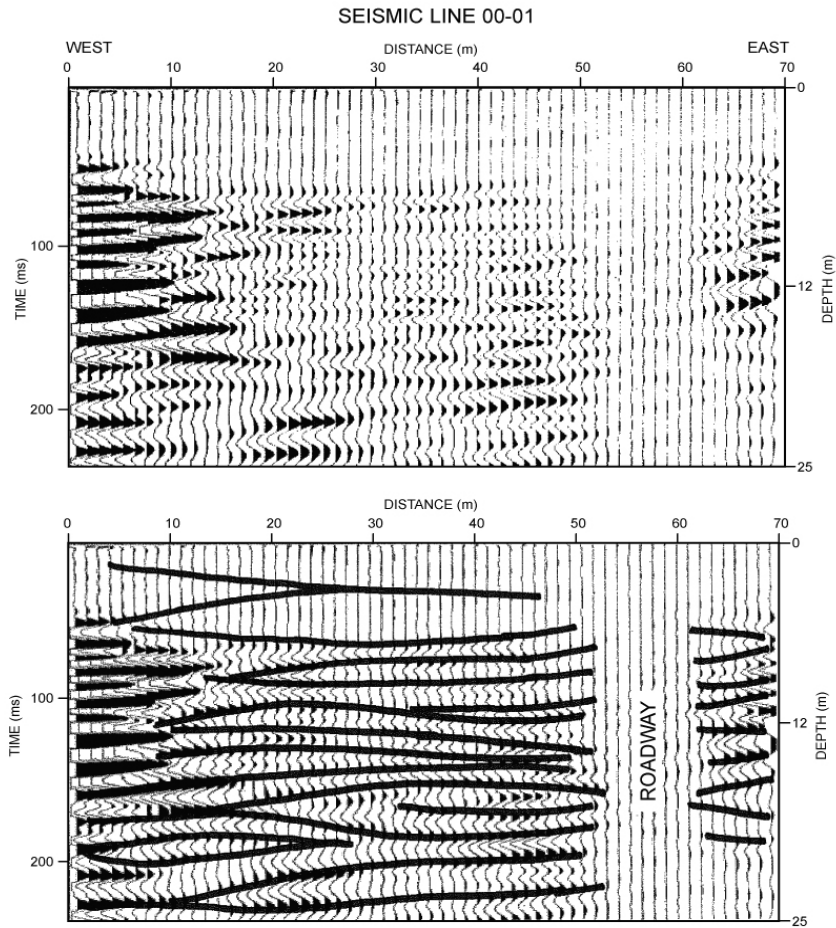 SEISMIC LINE 00-01
WEST DISTANCE (m) EAST
0 10 20 30 40 50 60 70
0
100
12
200
25
TIME (ms)
DEPTH (m)
DISTANCE (m)
0 10 20 30 40 50 60 70
0
100
12
200
25
TIME (ms)
ROADWAY
DEPTH (m)